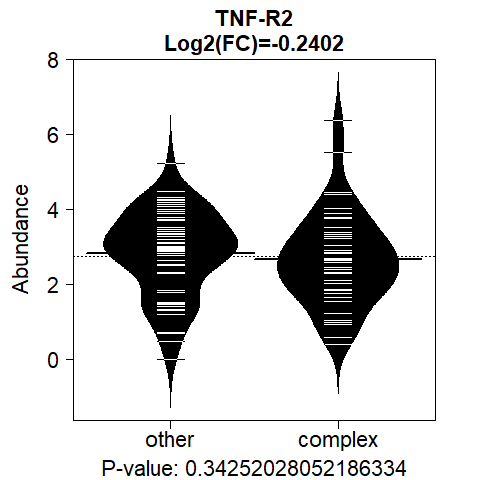 TNF-R2
Log2(FC)=-0.2402
8
6
4
2
0
Abundance
other complex
P-value: 0.34252028052186334